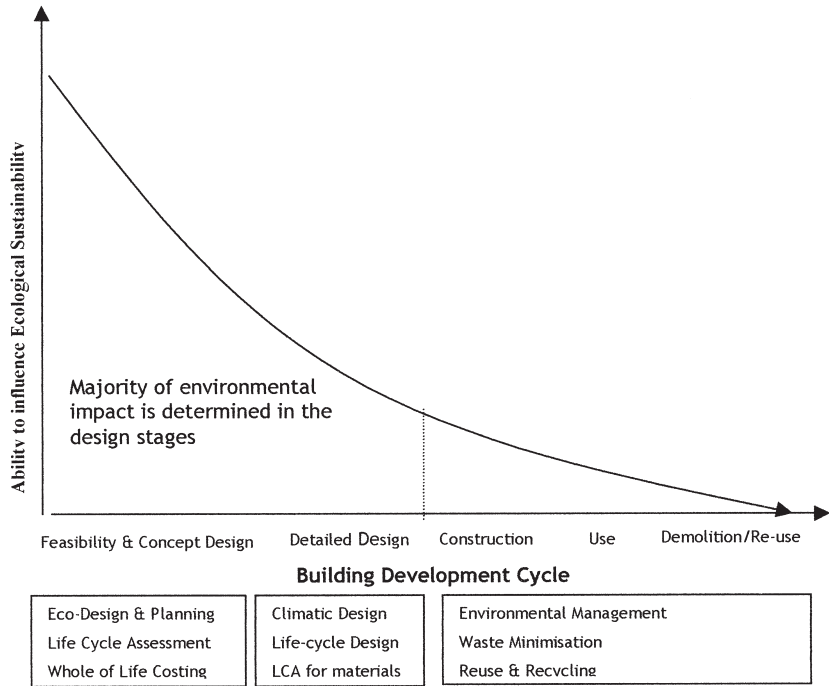 Ability to influence Ecological Sustainability
Majority of environmental
impact is determined in the
design stages
Feasibility & Concept Design
Detailed Design
Construction
Use
Demolition/Re-use
Building Development Cycle
Eco-Design & Planning
Life Cycle Assessment
Whole of Life Costing
Climatic Design
Life-cycle Design
LCA for materials
Environmental Management
Waste Minimisation
Reuse & Recycling